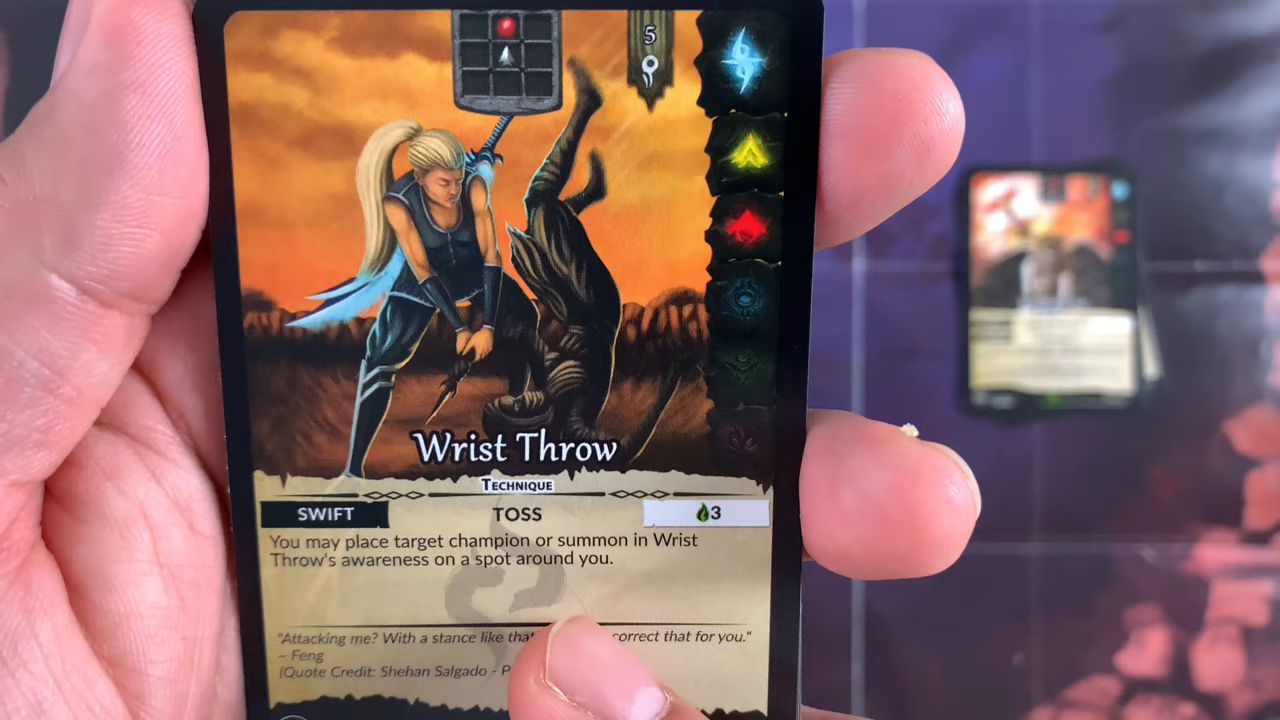 5
Wrist Throw
TECHNIQUE
SWIFT TOSS 3
You may place target champion or summon in Wrist
Throw's awareness on a spot around you.
"Attacking me? With a stance like correct that for you."
~ Feng
(Quote Credit: Shehan Salgado -